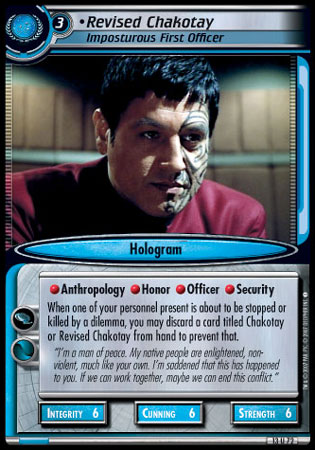 3
•Revised Chakotay
Imposturous First Officer
Hologram
Anthropology Honor Officer Security
When one of your personnel present is about to be stopped or
killed by a dilemma, you may discard a card titled Chakotay
or Revised Chakotay from hand to prevent that.
"I'm a man of peace. My native people are enlightened, non-
violent, much like your own. I'm saddened that this has happened
to you. If we can work together, maybe we can end this conflict."
Integrity 6 Cunning 6 Strength 6